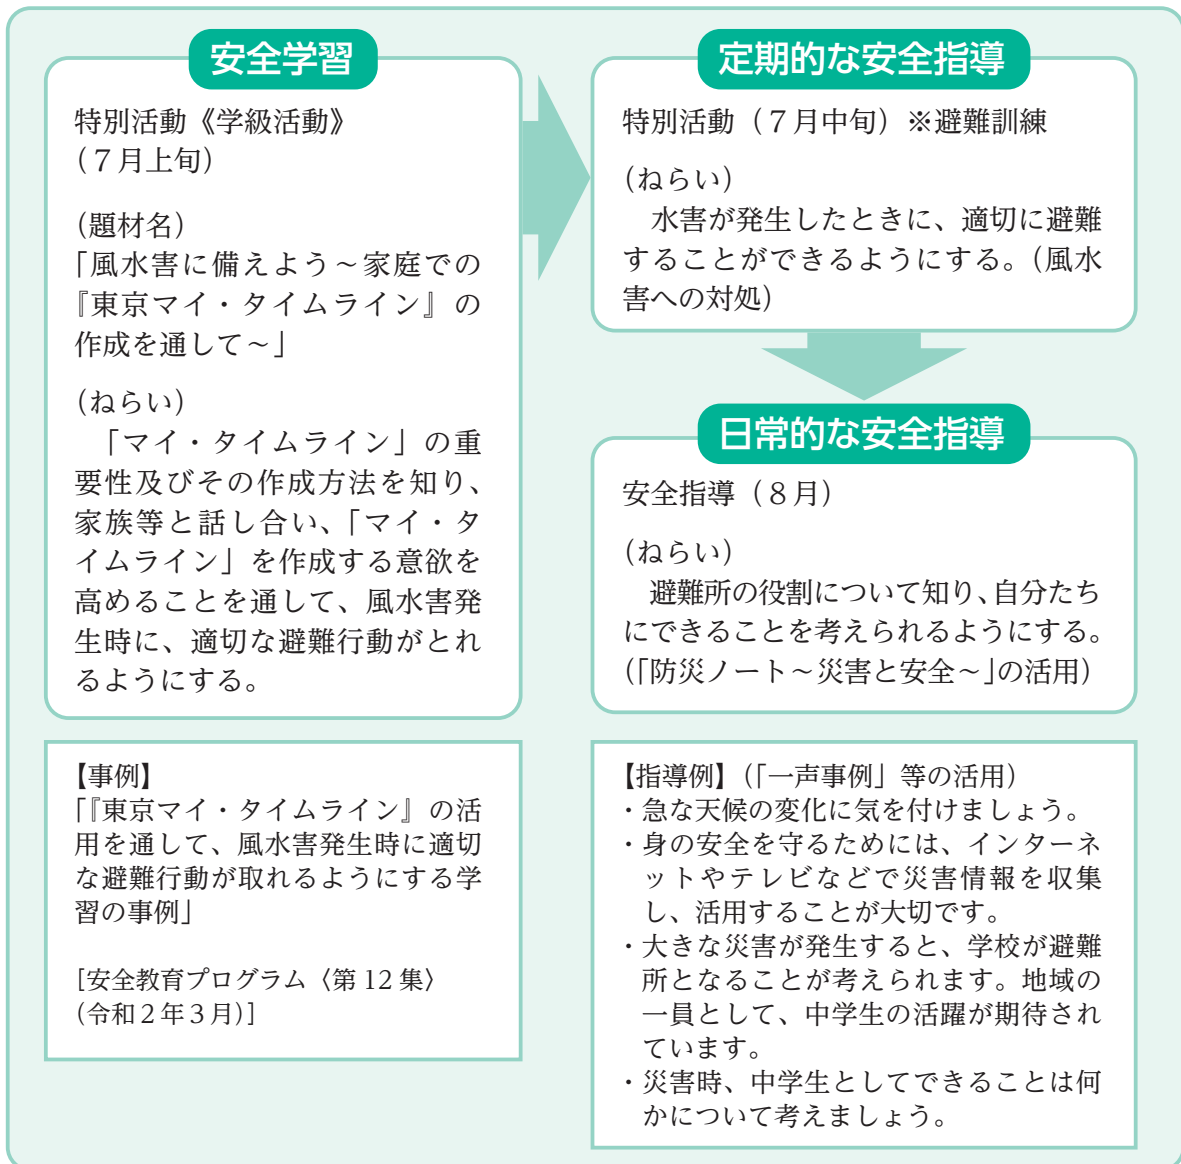 安全学習
特別活動《学級活動》
(7月上旬)
(題材名)
「風水害に備えよう~家庭での
『東京マイ・タイムライン』の
作成を通して~」
(ねらい)
「マイ・タイムライン」の重
要性及びその作成方法を知り、
家族等と話し合い、「マイ・タ
イムライン」を作成する意欲を
高めることを通して、風水害発
生時に、適切な避難行動がとれ
るようにする。
【事例】
「『東京マイ・タイムライン』の活
用を通して、風水害発生時に適切
な避難行動が取れるようにする学
習の事例」
[安全教育プログラム〈第 12 集〉
(令和2年3月)]
定期的な安全指導
特別活動(7月中旬)※避難訓練
(ねらい)
水害が発生したときに、適切に避難
することができるようにする。(風水
害への対処)
日常的な安全指導
安全指導(8月)
(ねらい)
避難所の役割について知り、自分たち
にできることを考えられるようにする。
(「防災ノート~災害と安全~」の活用)
【指導例】(「一声事例」等の活用)
・急な天候の変化に気を付けましょう。
・身の安全を守るためには、インターネ
ットやテレビなどで災害情報を収集
し、活用することが大切です。
・大きな災害が発生すると、学校が避難
所となることが考えられます。地域の
一員として、中学生の活躍が期待され
ています。
・災害時、中学生としてできることは何
かについて考えましょう。